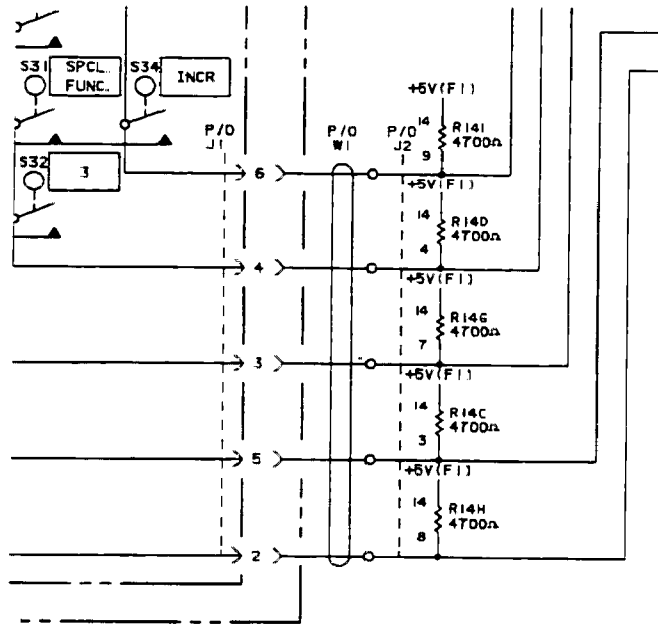 S31
SPCL.
FUNC.
S34
INCR
+5V(F1)
14
R14I
4700Ω
9
P/O
J1
P/O
W1
P/O
J2
6
+5V(F1)
S32
3
14
R14D
4700Ω
4
4
+5V(F1)
14
R14G
4700Ω
7
3
+5V(F1)
14
R14C
4700Ω
3
5
+5V(F1)
14
R14H
4700Ω
8
2